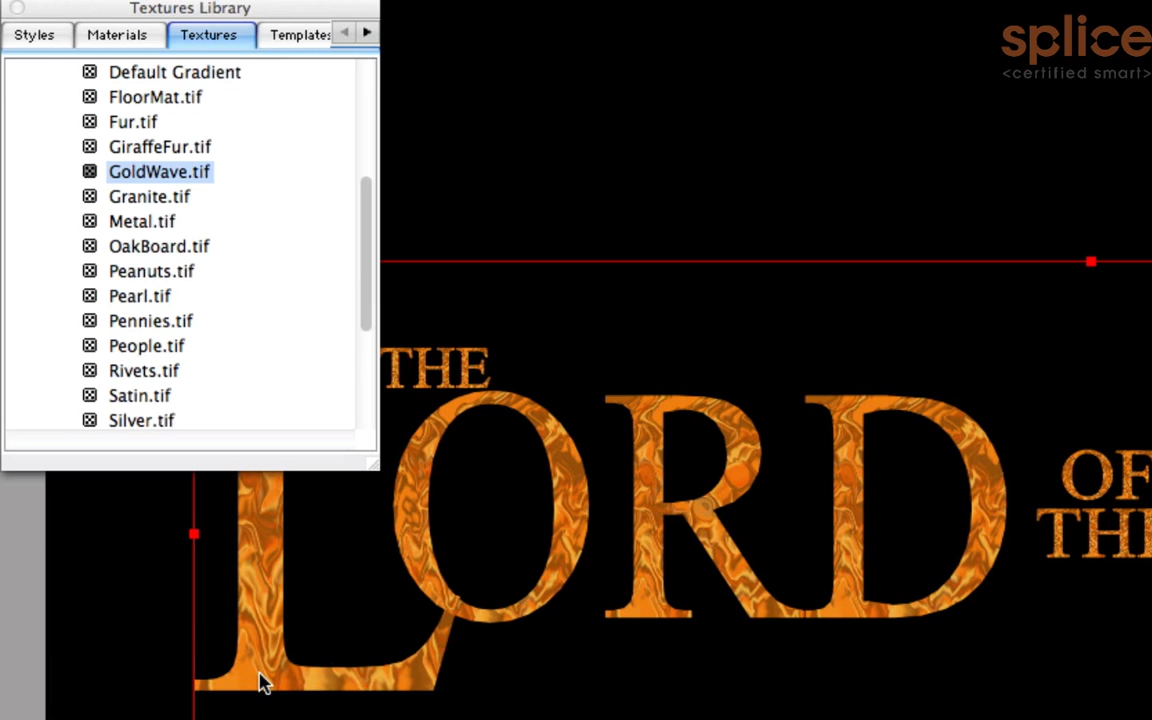 Textures Library
Styles
Materials
Textures
Templates
Default Gradient
FloorMat.tif
Fur.tif
GiraffeFur.tif
GoldWave.tif
Granite.tif
Metal.tif
OakBoard.tif
Peanuts.tif
Pearl.tif
Pennies.tif
People.tif
Rivets.tif
Satin.tif
Silver.tif
splice
<certified smart>
THE
LORD
OF
THE